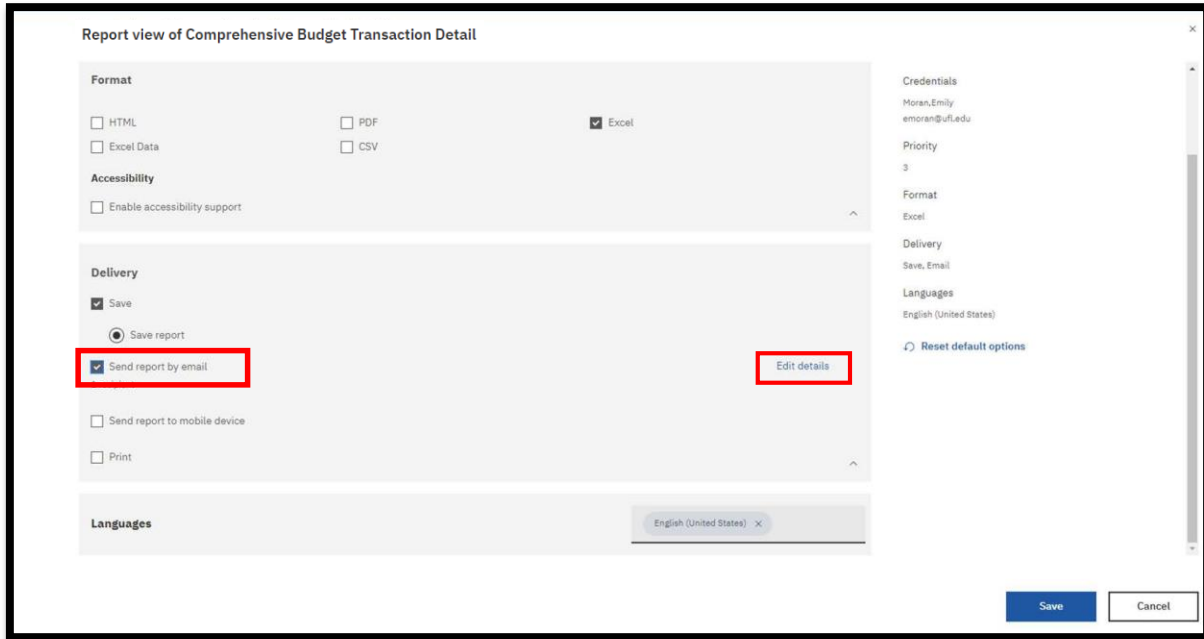 Report view of Comprehensive Budget Transaction Detail
Format
HTML
PDF
Excel
Excel Data
CSV
Accessibility
Enable accessibility support
Delivery
Save
Save report
Send report by email
Edit details
Send report to mobile device
Print
Languages
English (United States) ×
Credentials
Moran,Emily
emoran@ufl.edu
Priority
3
Format
Excel
Delivery
Save, Email
Languages
English (United States)
Reset default options
Save
Cancel